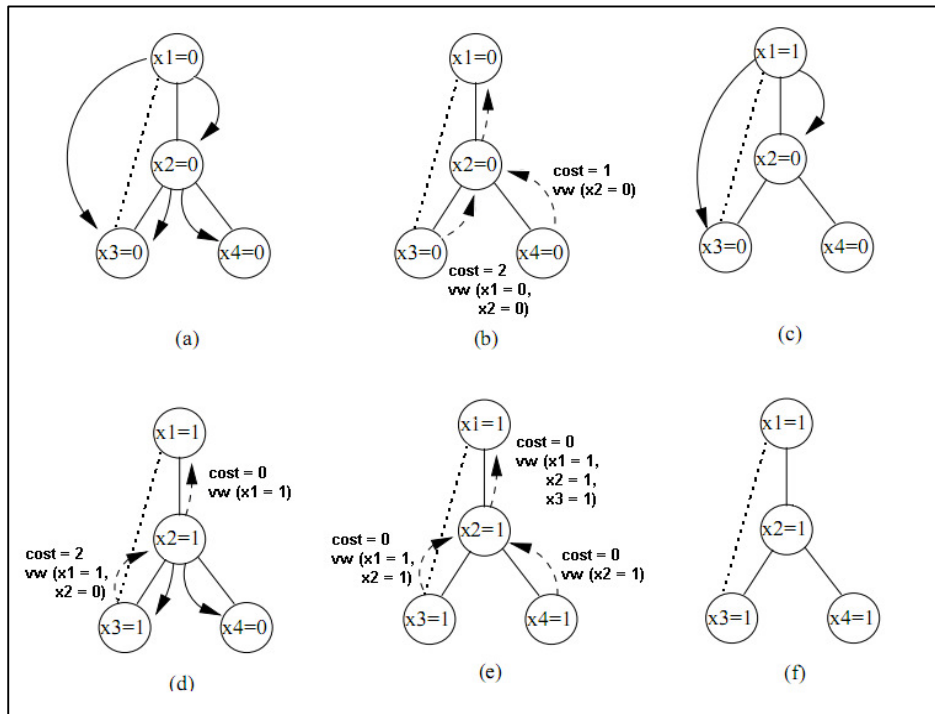 x1=0
x2=0
x3=0
x4=0
(a)
x1=0
x2=0
cost = 1
vw (x2 = 0)
x3=0
x4=0
cost = 2
vw (x1 = 0,
x2 = 0)
(b)
x1=1
x2=0
x3=0
x4=0
(c)
x1=1
cost = 0
vw (x1 = 1)
x2=1
cost = 2
vw (x1 = 1,
x2 = 0)
x3=1
x4=0
(d)
xi=1
cost = 0
vw (x1 = 1,
x2 = 1,
x3 = 1)
x2=1
cost = 0
vw (x1 = 1,
x2 = 1)
cost = 0
vw (x2 = 1)
x3=1
x4=1
(e)
x1=1
x2=1
x3=1
x4=1
(f)